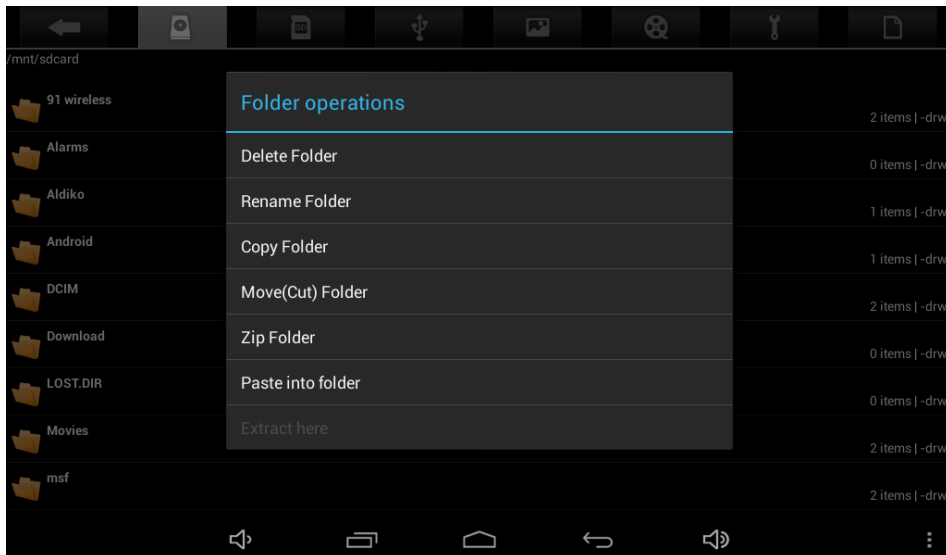 SD
/mnt/sdcard
91 wireless
2 items | -drw
Alarms
0 items | -drw
Aldiko
1 items | -drw
Android
1 items | -drw
DCIM
2 items | -drw
Download
0 items | -drw
LOST.DIR
0 items | -drw
Movies
2 items | -drw
msf
2 items | -drw
Folder operations
Delete Folder
Rename Folder
Copy Folder
Move(Cut) Folder
Zip Folder
Paste into folder
Extract here